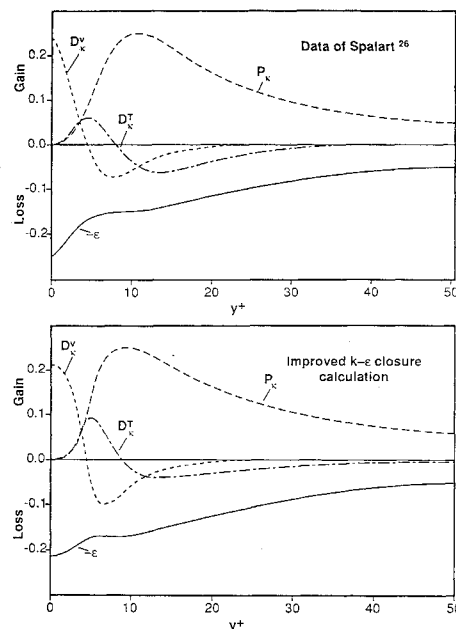 Data of Spalart 26
D^v_κ
P_κ
D^T_κ
–ε
Gain
Loss
0.2
0.1
0.0
-0.1
-0.2
0 10 20 30 40 50
y+
Improved k–ε closure
calculation
D^v_κ
P_κ
D^T_κ
–ε
Gain
Loss
0.2
0.1
0.0
-0.1
-0.2
0 10 20 30 40 50
y+